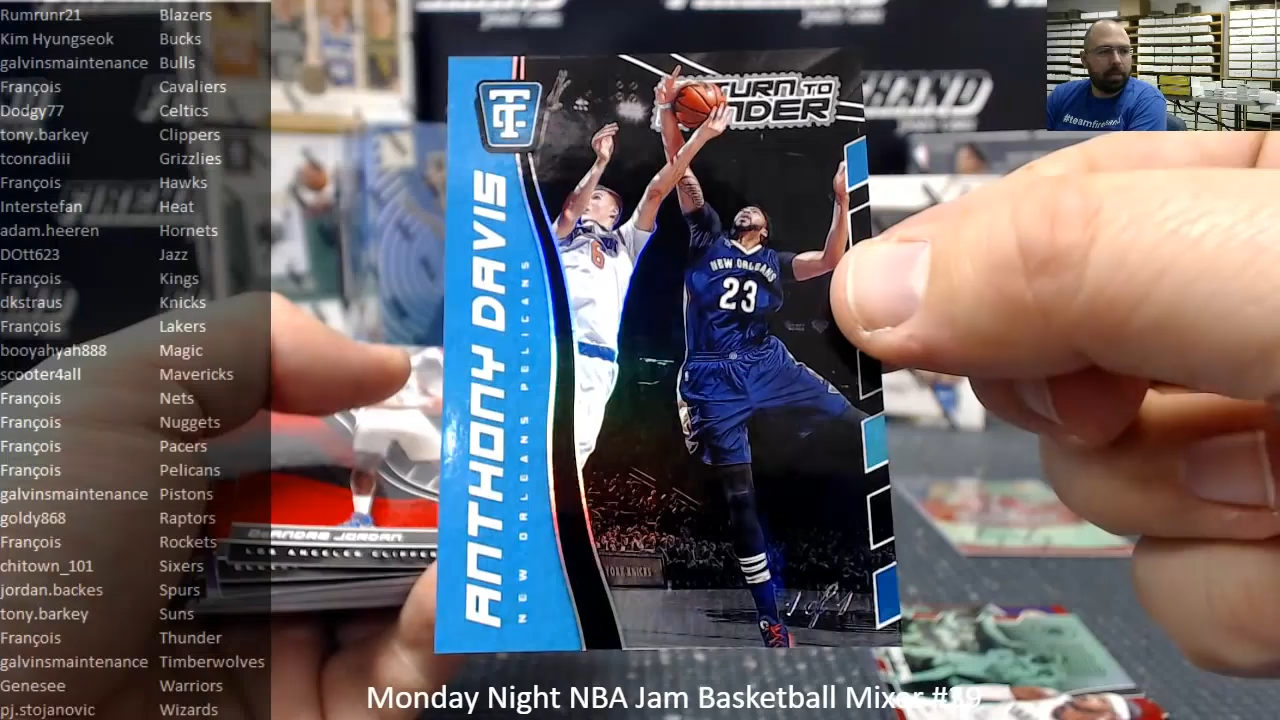 Rumrunr21 Blazers
Kim Hyungseok Bucks
galvinsmaintenance Bulls
François Cavaliers
Dodgy77 Celtics
tony.barkey Clippers
tconradiii Grizzlies
François Hawks
Interstefan Heat
adam.heeren Hornets
DOtt623 Jazz
François Kings
dkstraus Knicks
François Lakers
booyahyah888 Magic
scooter4all Mavericks
François Nets
François Nuggets
François Pacers
François Pelicans
galvinsmaintenance Pistons
goldy868 Raptors
François Rockets
chitown_101 Sixers
jordan.backes Spurs
tony.barkey Suns
François Thunder
galvinsmaintenance Timberwolves
Genesee Warriors
pj.stojanovic Wizards
ANTHONY DAVIS
NEW ORLEANS PELICANS
NEW ORLEANS
23
6
1 of 1
DEANDRE JORDAN
LOS ANGELES
Monday Night NBA Jam Basketball Mixer